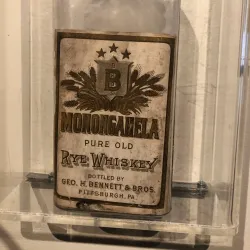 B
MONONGAHELA
PURE OLD
RYE WHISKEY
BOTTLED BY
GEO. H. BENNETT & BROS.
PITTSBURGH, PA.